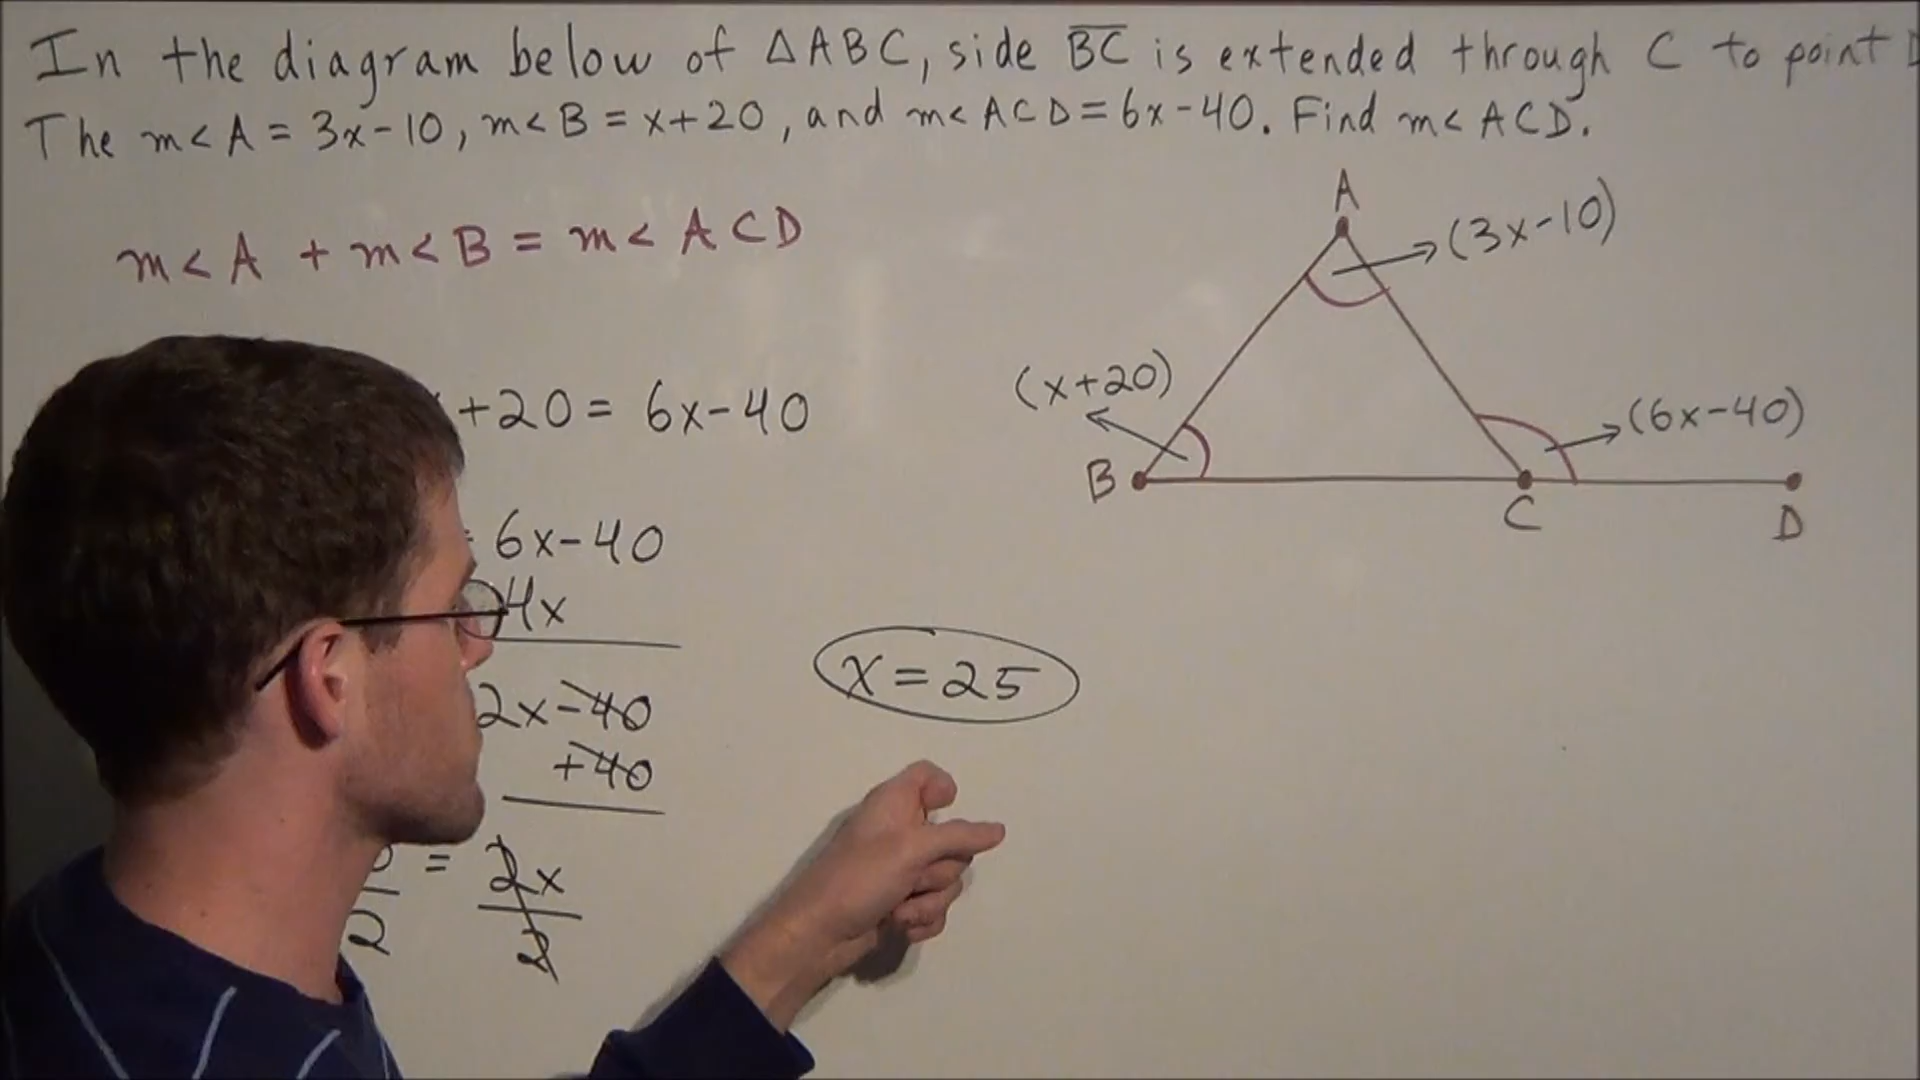 In the diagram below of △ABC, side B̅C̅ is extended through C to point D
The m<A = 3x-10, m<B = x+20, and m<ACD = 6x-40. Find m<ACD.
m<A + m<B = m<ACD
A
(3x-10)
(x+20)
+20 = 6x-40
(6x-40)
B
C
D
6x-40
4x
x = 25
2x-40
+40
= 2x
2 2